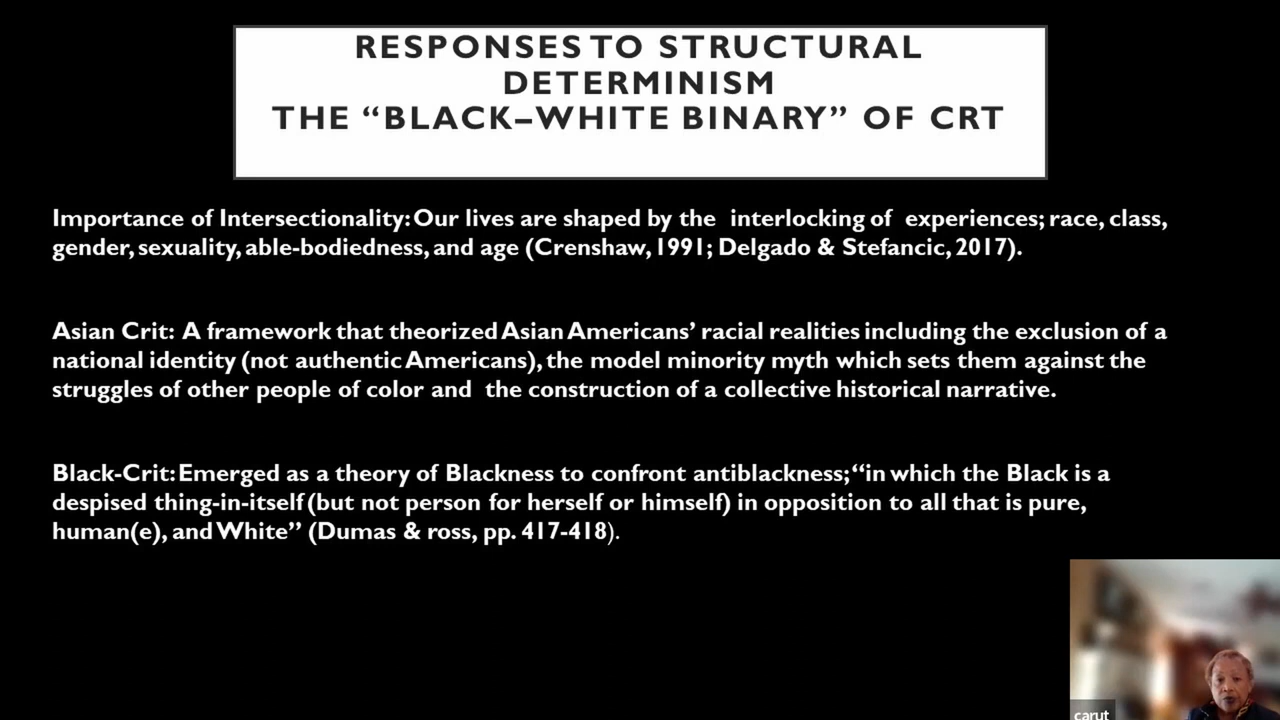 RESPONSES TO STRUCTURAL
DETERMINISM
THE “BLACK–WHITE BINARY” OF CRT
Importance of Intersectionality: Our lives are shaped by the interlocking of experiences; race, class,
gender, sexuality, able-bodiedness, and age (Crenshaw, 1991; Delgado & Stefancic, 2017).
Asian Crit: A framework that theorized Asian Americans’ racial realities including the exclusion of a
national identity (not authentic Americans), the model minority myth which sets them against the
struggles of other people of color and the construction of a collective historical narrative.
Black-Crit: Emerged as a theory of Blackness to confront antiblackness; “in which the Black is a
despised thing-in-itself (but not person for herself or himself) in opposition to all that is pure,
human(e), and White” (Dumas & ross, pp. 417-418).
carut